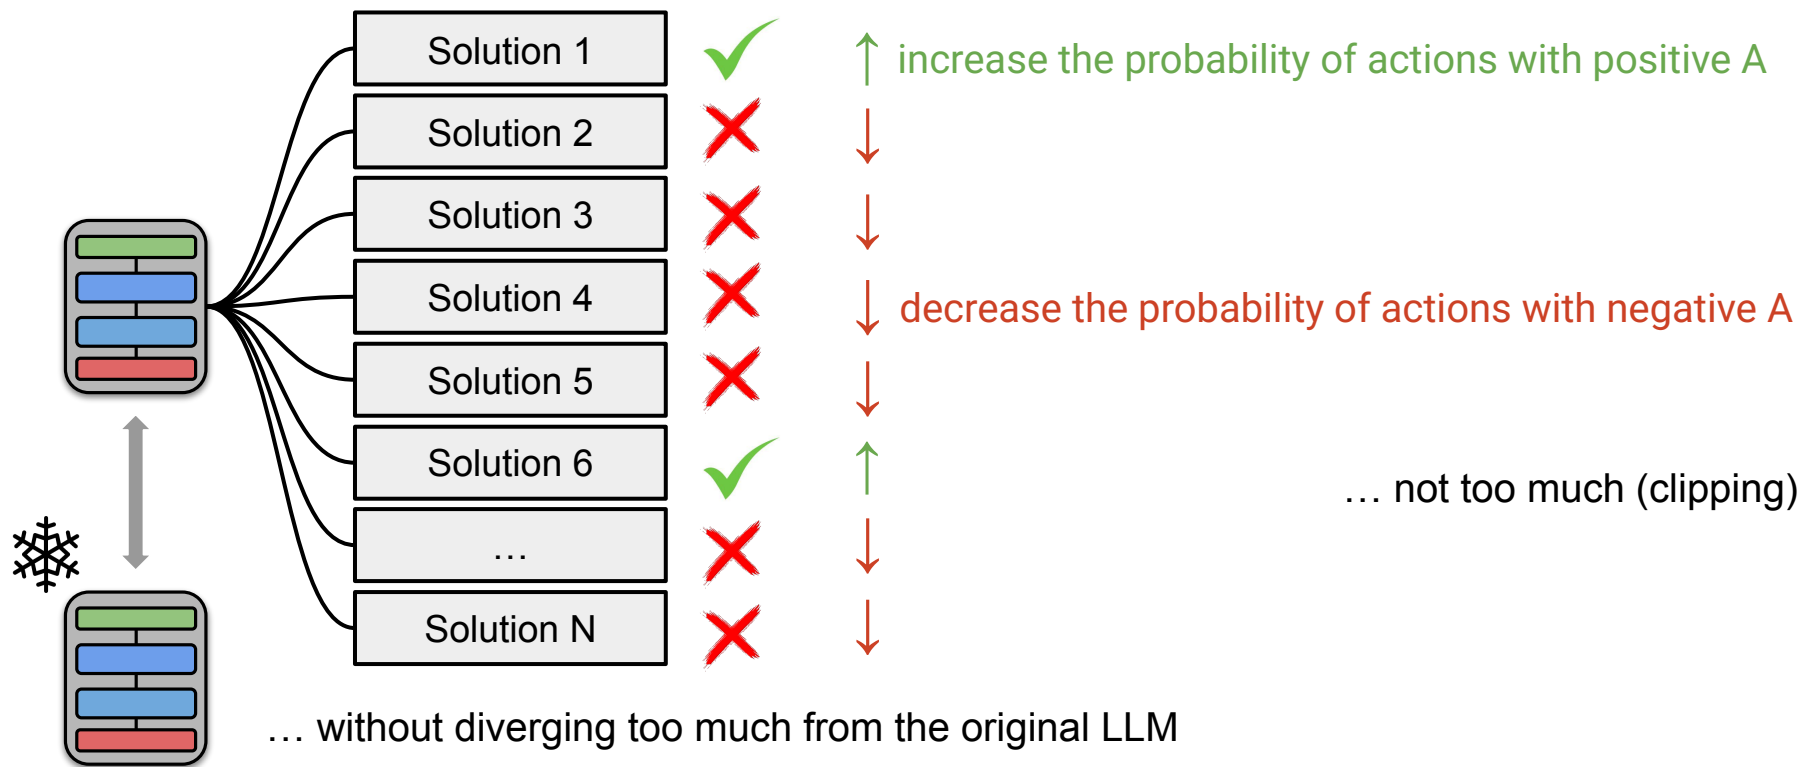 Solution 1
increase the probability of actions with positive A
Solution 2
Solution 3
Solution 4
decrease the probability of actions with negative A
Solution 5
Solution 6
… not too much (clipping)
…
Solution N
… without diverging too much from the original LLM